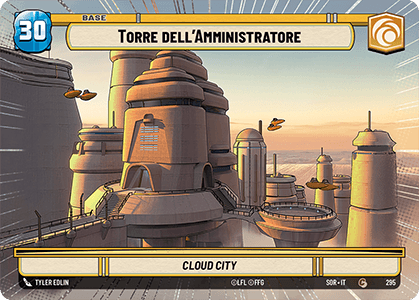 BASE
30
TORRE DELL'AMMINISTRATORE
CLOUD CITY
TYLER EDLIN
©LFL ©FFG
SOR • IT
295